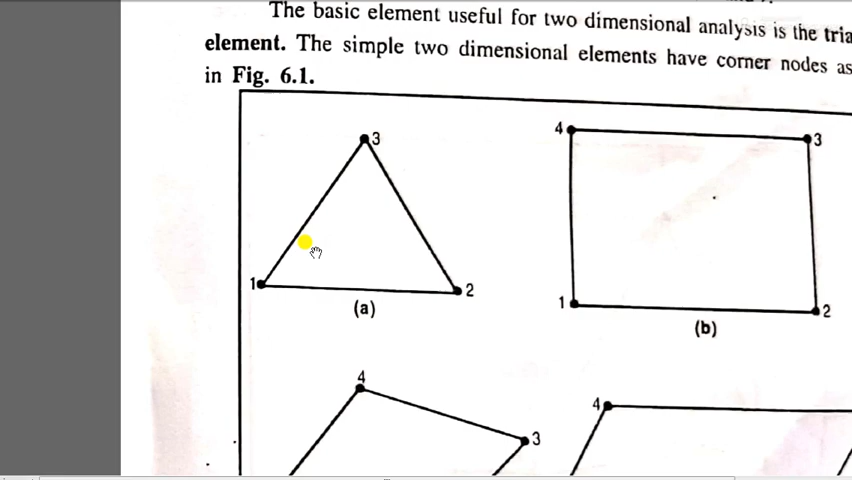 The basic element useful for two dimensional analysis is the tria
element. The simple two dimensional elements have corner nodes as
in Fig. 6.1.
4
3
3
1
2
(a)
1
2
(b)
4
3
4